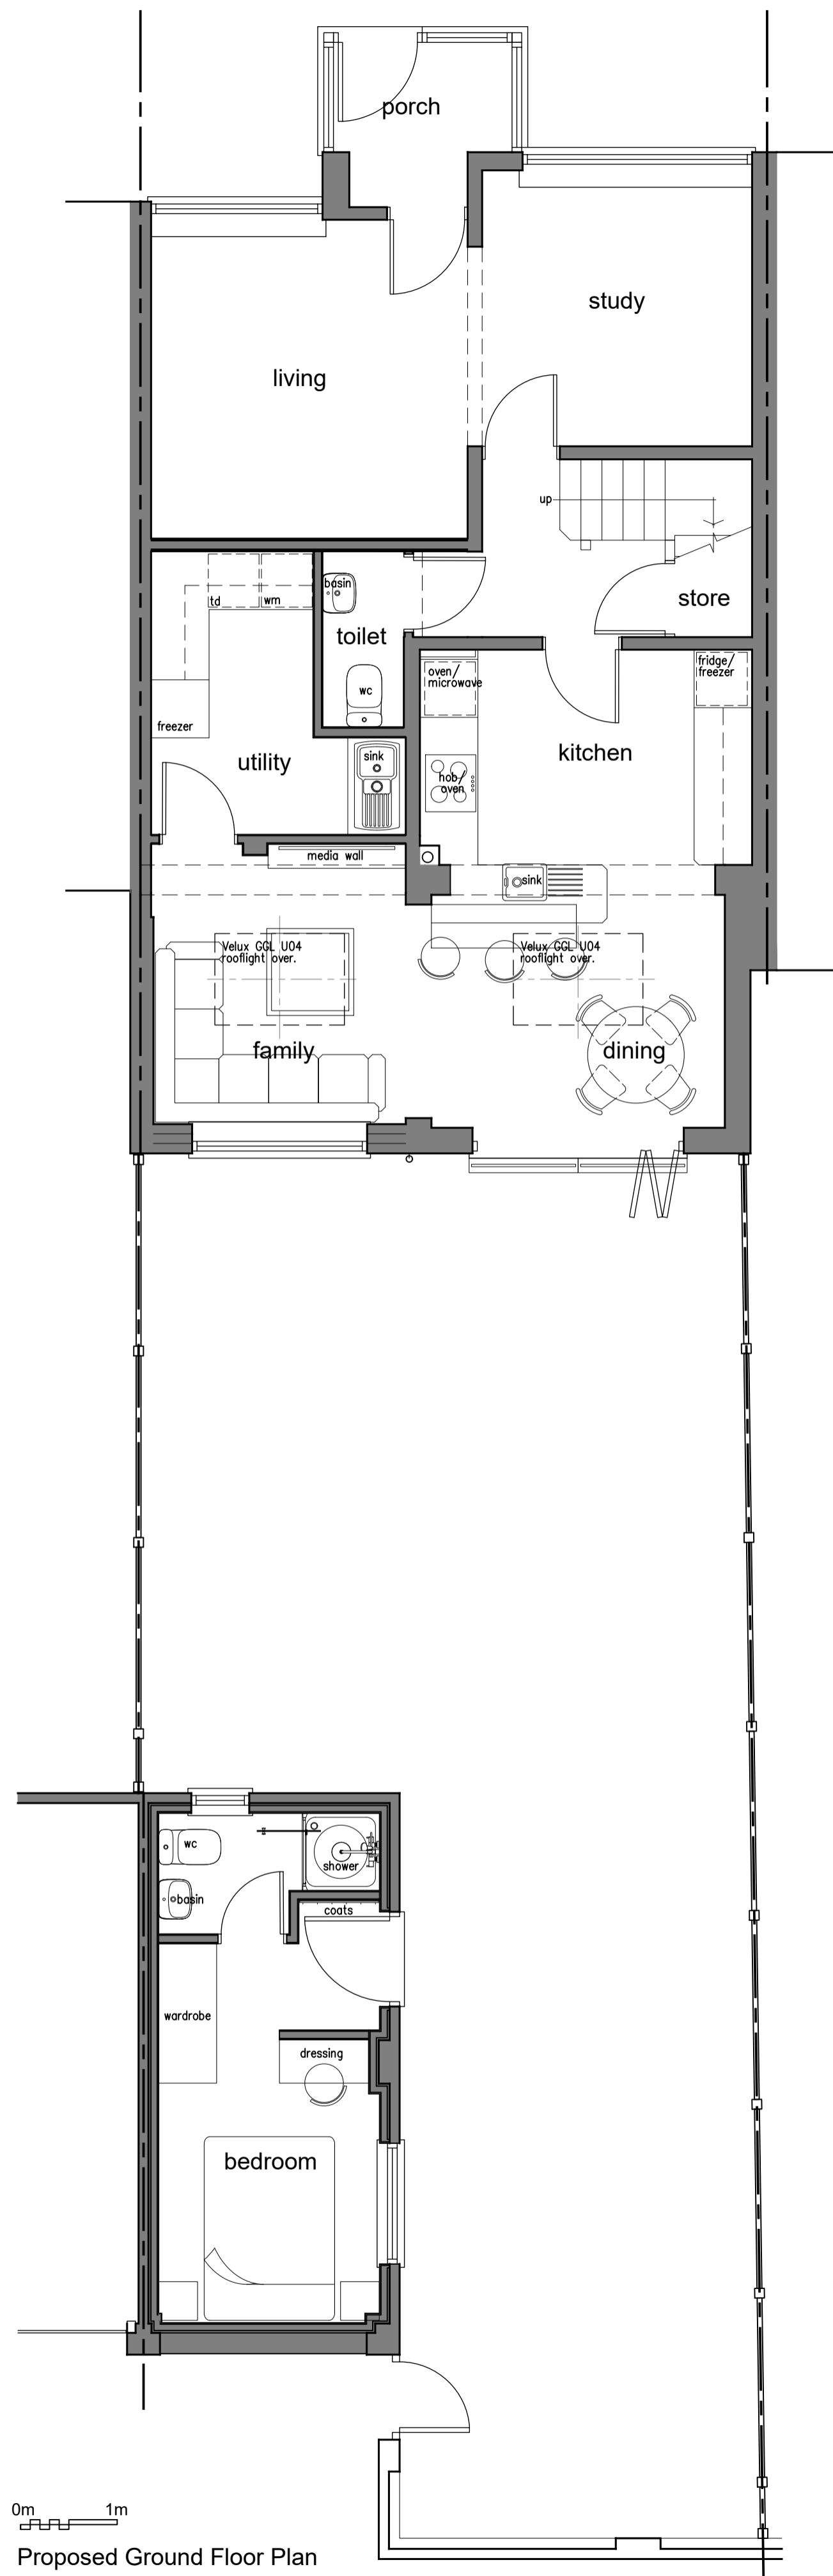 porch
study
living
up
store
td
wm
basin
toilet
wc
freezer
utility
sink
oven/
microwave
hob/
oven
fridge/
freezer
kitchen
media wall
sink
Velux GGL U04
rooflight over.
Velux GGL U04
rooflight over.
family
dining
wc
basin
shower
coats
wardrobe
dressing
bedroom
0m 1m
Proposed Ground Floor Plan